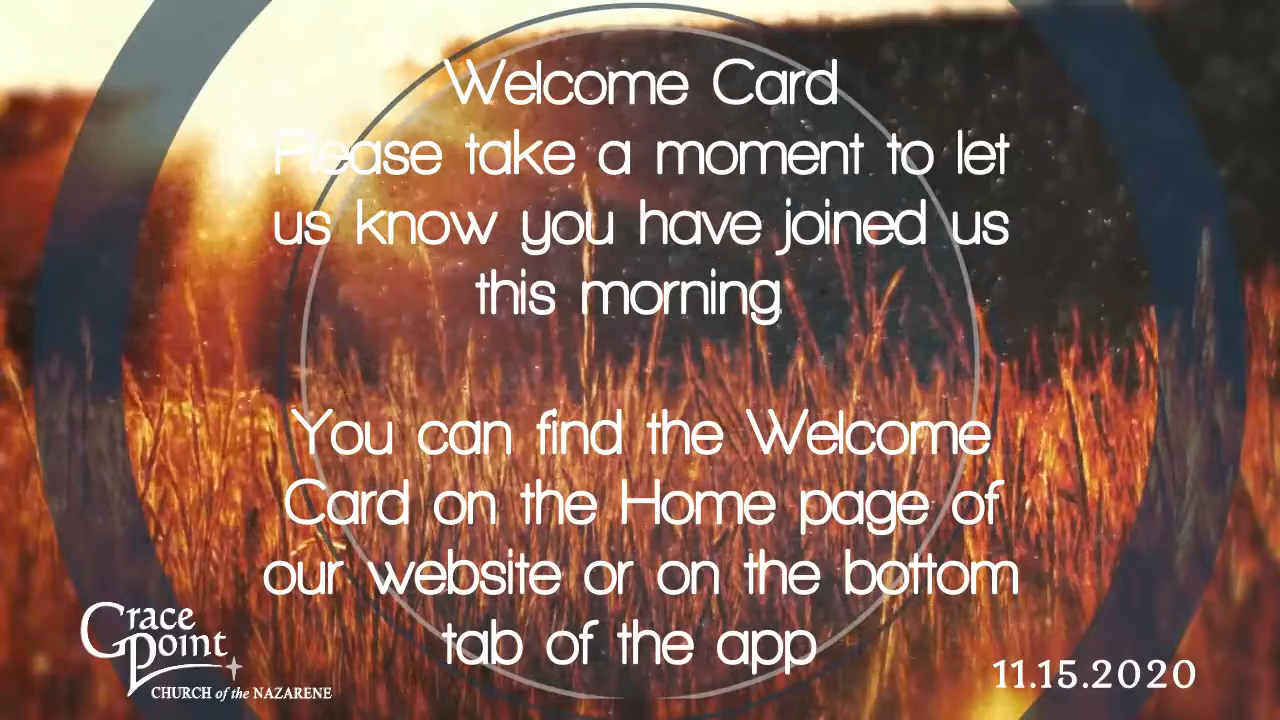 Welcome Card
Please take a moment to let
us know you have joined us
this morning
You can find the Welcome
Card on the Home page of
our website or on the bottom
tab of the app
Grace
Point
CHURCH of the NAZARENE
11.15.2020